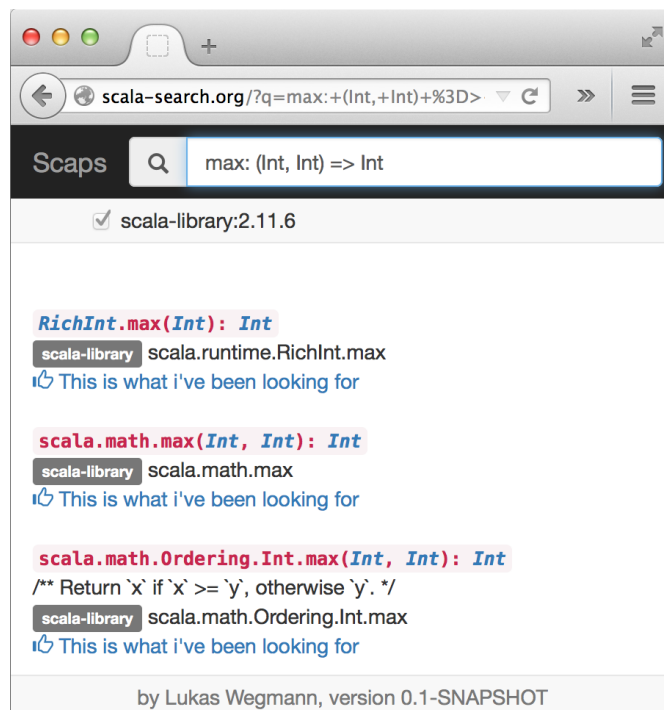 scala-search.org/?q=max:+(Int,+Int)+%3D>
Scaps max: (Int, Int) => Int
scala-library:2.11.6
RichInt.max(Int): Int
scala-library scala.runtime.RichInt.max
This is what i've been looking for
scala.math.max(Int, Int): Int
scala-library scala.math.max
This is what i've been looking for
scala.math.Ordering.Int.max(Int, Int): Int
/** Return `x` if `x` >= `y`, otherwise `y`. */
scala-library scala.math.Ordering.Int.max
This is what i've been looking for
by Lukas Wegmann, version 0.1-SNAPSHOT